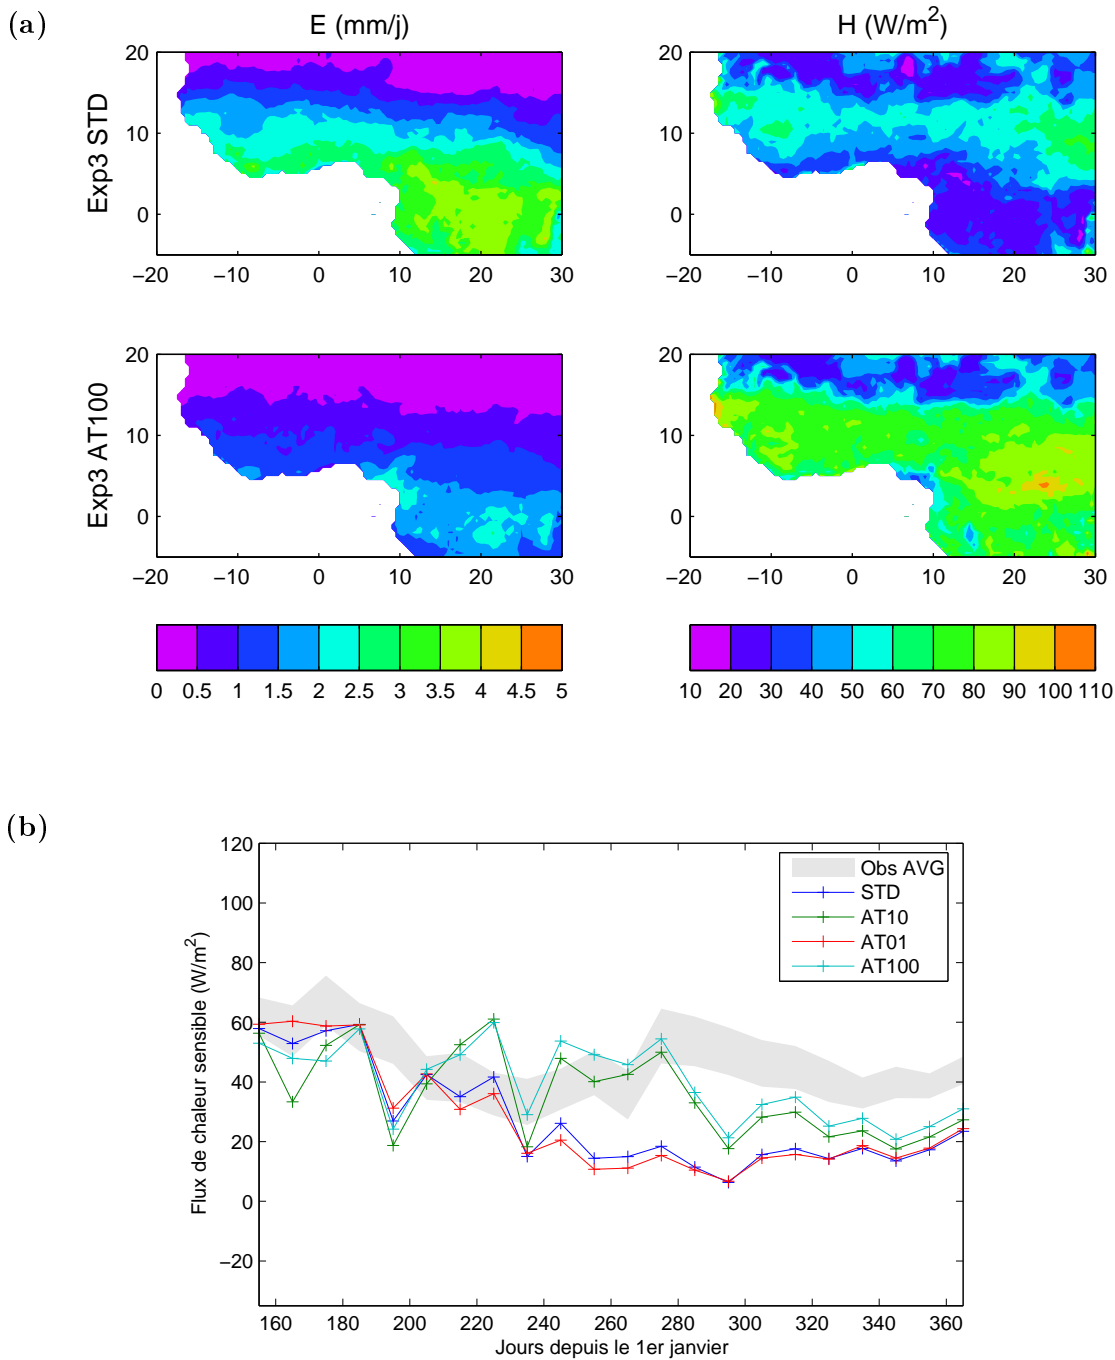 (a)
E (mm/j)
H (W/m²)
Exp3 STD
20
10
0
−20 −10 0 10 20 30
20
10
0
−20 −10 0 10 20 30
Exp3 AT100
20
10
0
−20 −10 0 10 20 30
20
10
0
−20 −10 0 10 20 30
0 0.5 1 1.5 2 2.5 3 3.5 4 4.5 5
10 20 30 40 50 60 70 80 90 100 110
(b)
Flux de chaleur sensible (W/m²)
120
100
80
60
40
20
0
−20
Obs AVG
STD
AT10
AT01
AT100
160 180 200 220 240 260 280 300 320 340 360
Jours depuis le 1er janvier